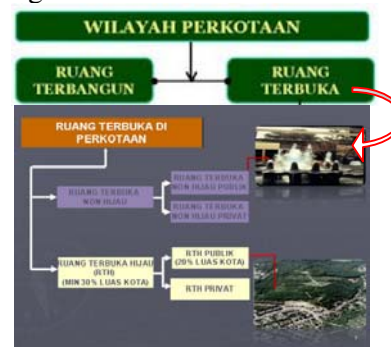 WILAYAH PERKOTAAN
RUANG
TERBANGUN
RUANG
TERBUKA
RUANG TERBUKA DI
PERKOTAAN
RUANG TERBUKA
NON HIJAU
RUANG TERBUKA
NON HIJAU PUBLIK
RUANG TERBUKA
NON HIJAU PRIVAT
RUANG TERBUKA HIJAU
(RTH)
(MIN 30% LUAS KOTA)
RTH PUBLIK
(20% LUAS KOTA)
RTH PRIVAT